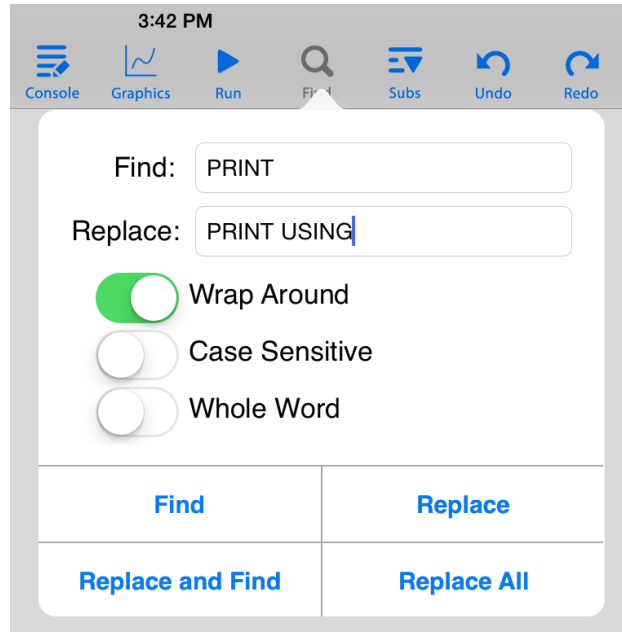 3:42 PM
Console Graphics Run Find Subs Undo Redo
Find: PRINT
Replace: PRINT USING
Wrap Around
Case Sensitive
Whole Word
Find Replace
Replace and Find Replace All